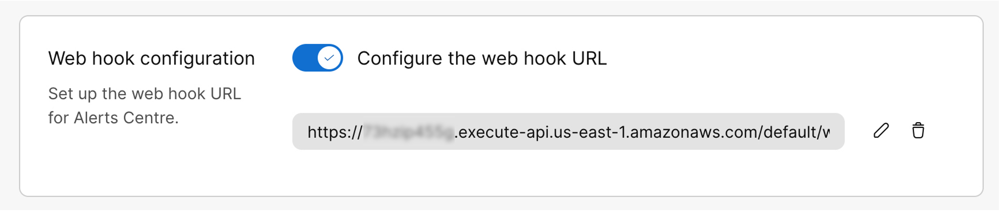 Web hook configuration
Configure the web hook URL
Set up the web hook URL
for Alerts Centre.
https:// .execute-api.us-east-1.amazonaws.com/default/w